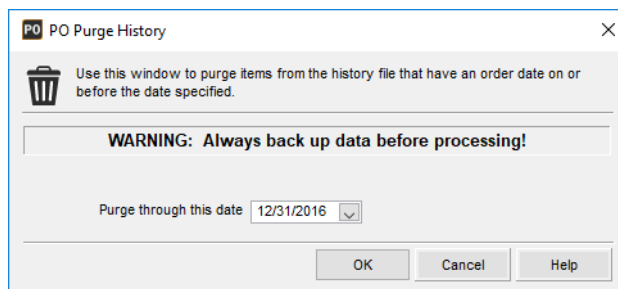 PO PO Purge History
Use this window to purge items from the history file that have an order date on or
before the date specified.
WARNING: Always back up data before processing!
Purge through this date 12/31/2016
OK Cancel Help